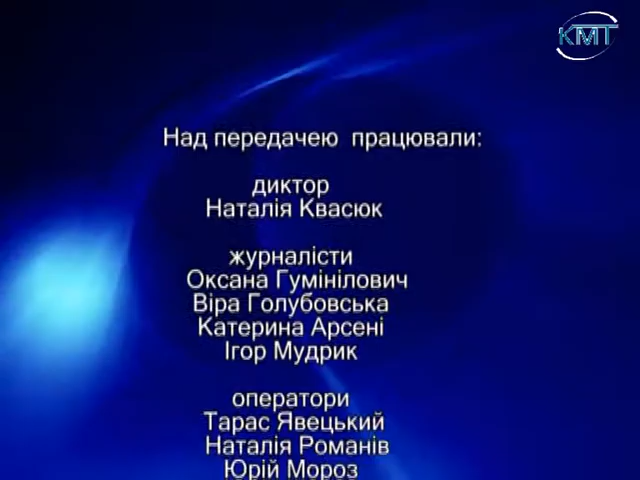 КМТ
Над передачею працювали:
диктор
Наталія Квасюк
журналісти
Оксана Гумінілович
Віра Голубовська
Катерина Арсені
Ігор Мудрик
оператори
Тарас Явецький
Наталія Романів
Юрій Мороз